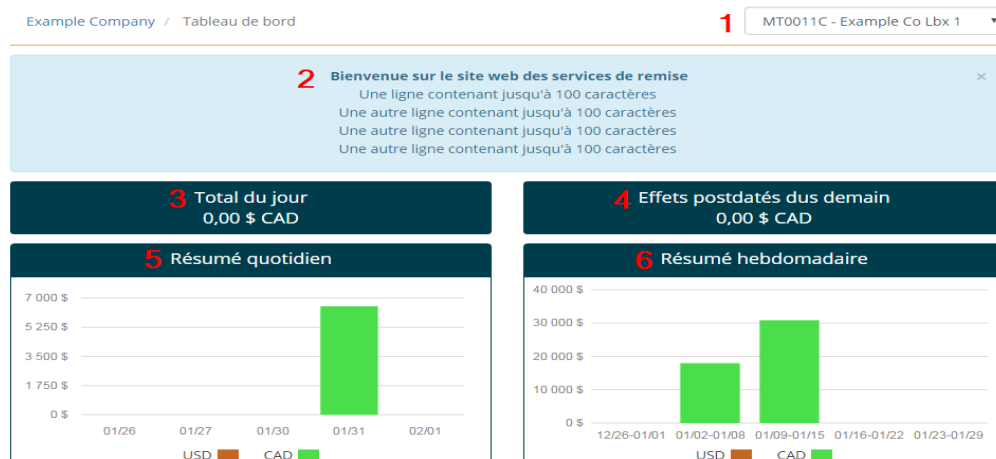 Example Company / Tableau de bord
1 MT0011C - Example Co Lbx 1
2 Bienvenue sur le site web des services de remise ×
Une ligne contenant jusqu'à 100 caractères
Une autre ligne contenant jusqu'à 100 caractères
Une autre ligne contenant jusqu'à 100 caractères
Une autre ligne contenant jusqu'à 100 caractères
3 Total du jour
0,00 $ CAD
4 Effets postdatés dus demain
0,00 $ CAD
5 Résumé quotidien
7 000 $
5 250 $
3 500 $
1 750 $
0 $
01/26 01/27 01/30 01/31 02/01
USD CAD
6 Résumé hebdomadaire
40 000 $
30 000 $
20 000 $
10 000 $
0 $
12/26-01/01 01/02-01/08 01/09-01/15 01/16-01/22 01/23-01/29
USD CAD